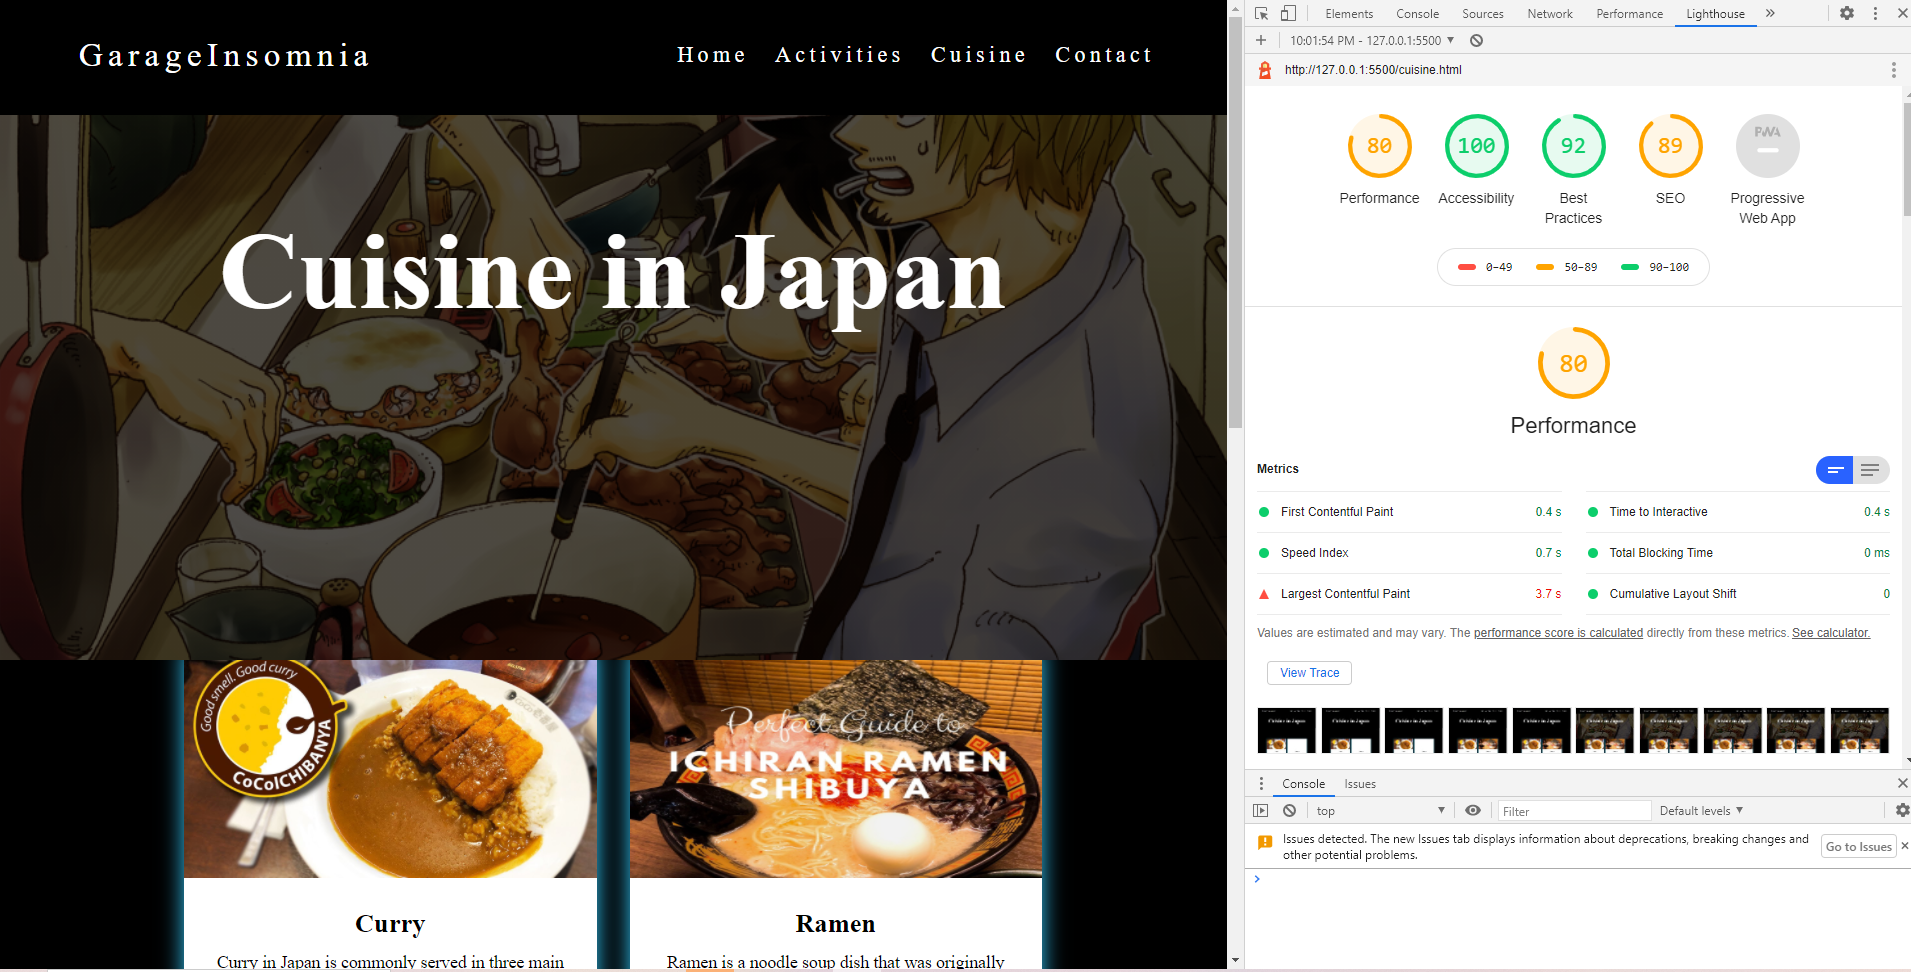 GarageInsomnia
Home Activities Cuisine Contact
Cuisine in Japan
Good smell. Good curry
CoCoICHIBANYA
Perfect Guide to
ICHIRAN RAMEN
SHIBUYA
Curry
Curry in Japan is commonly served in three main
Ramen
Ramen is a noodle soup dish that was originally
Elements Console Sources Network Performance Lighthouse
10:01:54 PM - 127.0.0.1:5500
http://127.0.0.1:5500/cuisine.html
80 100 92 89 PWA
Performance Accessibility Best Practices SEO Progressive Web App
0–49 50–89 90–100
80
Performance
Metrics
First Contentful Paint 0.4 s
Time to Interactive 0.4 s
Speed Index 0.7 s
Total Blocking Time 0 ms
Largest Contentful Paint 3.7 s
Cumulative Layout Shift 0
Values are estimated and may vary. The performance score is calculated directly from these metrics. See calculator.
View Trace
Console Issues
top Filter Default levels
Issues detected. The new Issues tab displays information about deprecations, breaking changes and
other potential problems.
Go to Issues